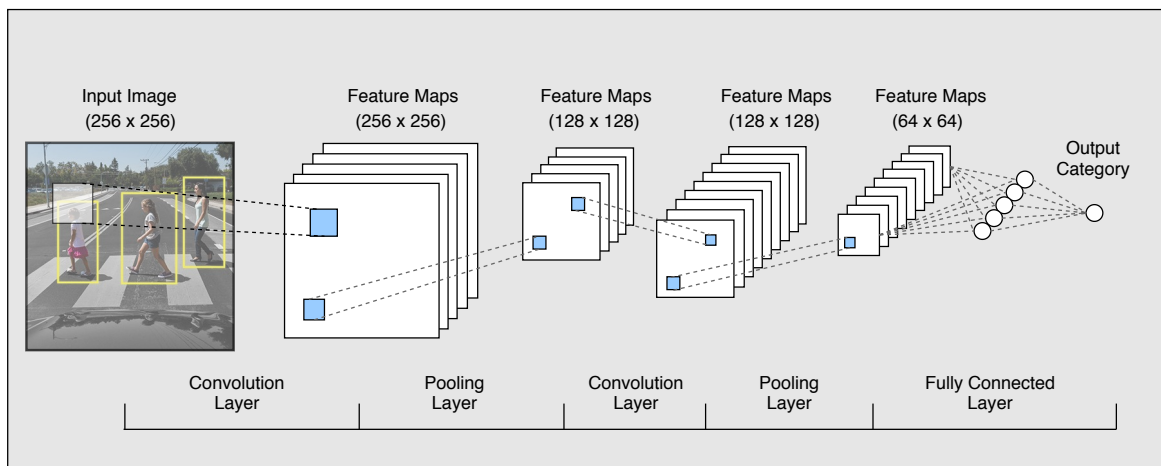 Input Image
(256 x 256)
Feature Maps
(256 x 256)
Feature Maps
(128 x 128)
Feature Maps
(128 x 128)
Feature Maps
(64 x 64)
Output
Category
Convolution
Layer
Pooling
Layer
Convolution
Layer
Pooling
Layer
Fully Connected
Layer